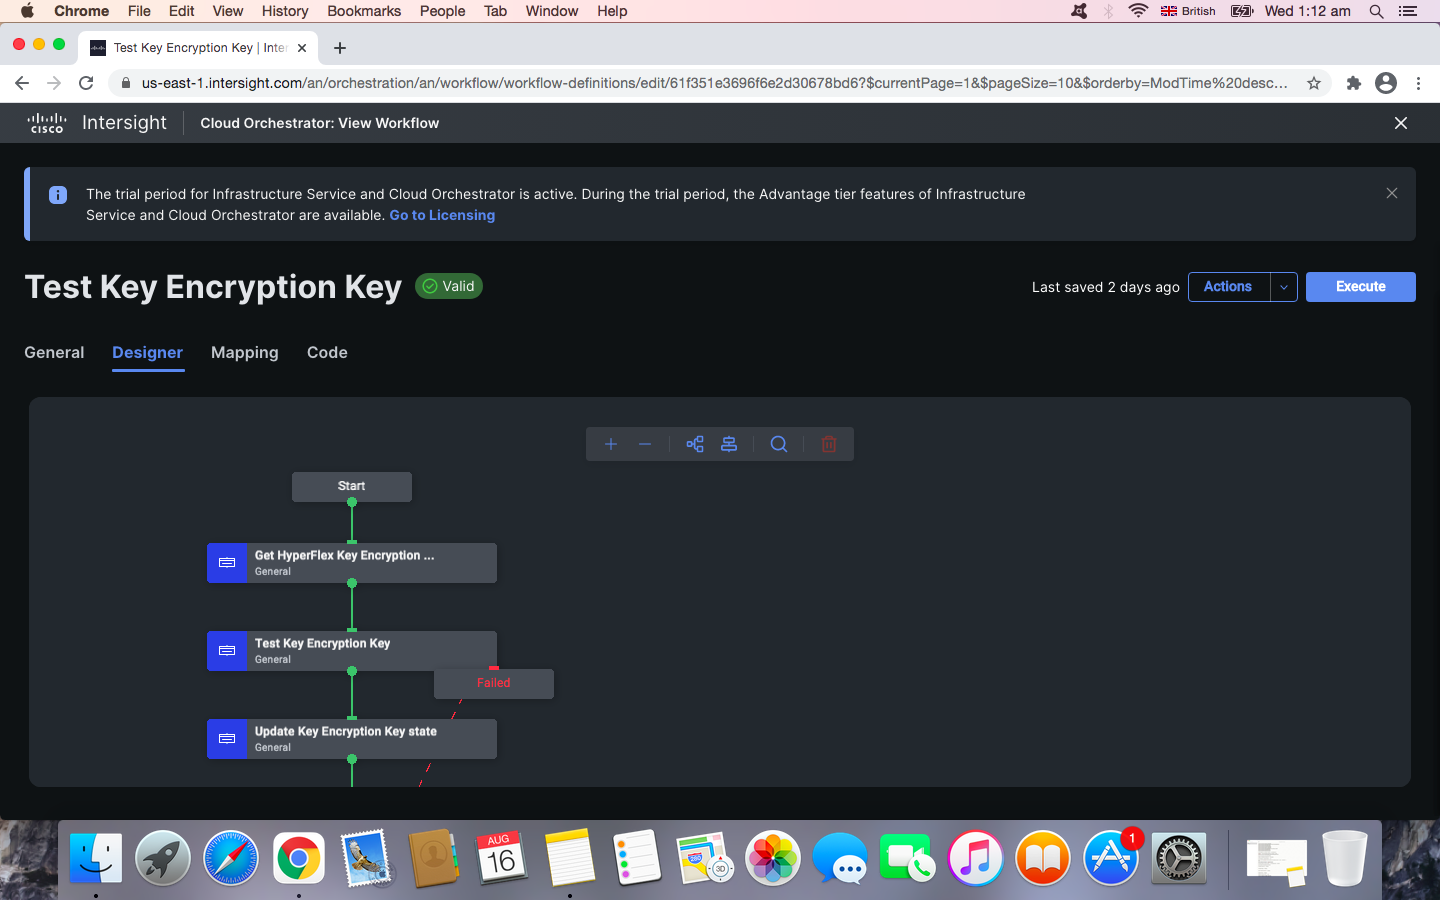 Chrome File Edit View History Bookmarks People Tab Window Help British Wed 1:12 am
Test Key Encryption Key | Inter
us-east-1.intersight.com/an/orchestration/an/workflow/workflow-definitions/edit/61f351e3696f6e2d30678bd6?$currentPage=1&$pageSize=10&$orderby=ModTime%20desc...
CISCO Intersight Cloud Orchestrator: View Workflow
The trial period for Infrastructure Service and Cloud Orchestrator is active. During the trial period, the Advantage tier features of Infrastructure
Service and Cloud Orchestrator are available. Go to Licensing
Test Key Encryption Key Valid Last saved 2 days ago Actions Execute
General Designer Mapping Code
Start
Get HyperFlex Key Encryption ...
General
Test Key Encryption Key
General
Failed
Update Key Encryption Key state
General
AUG
16
280
3D
1